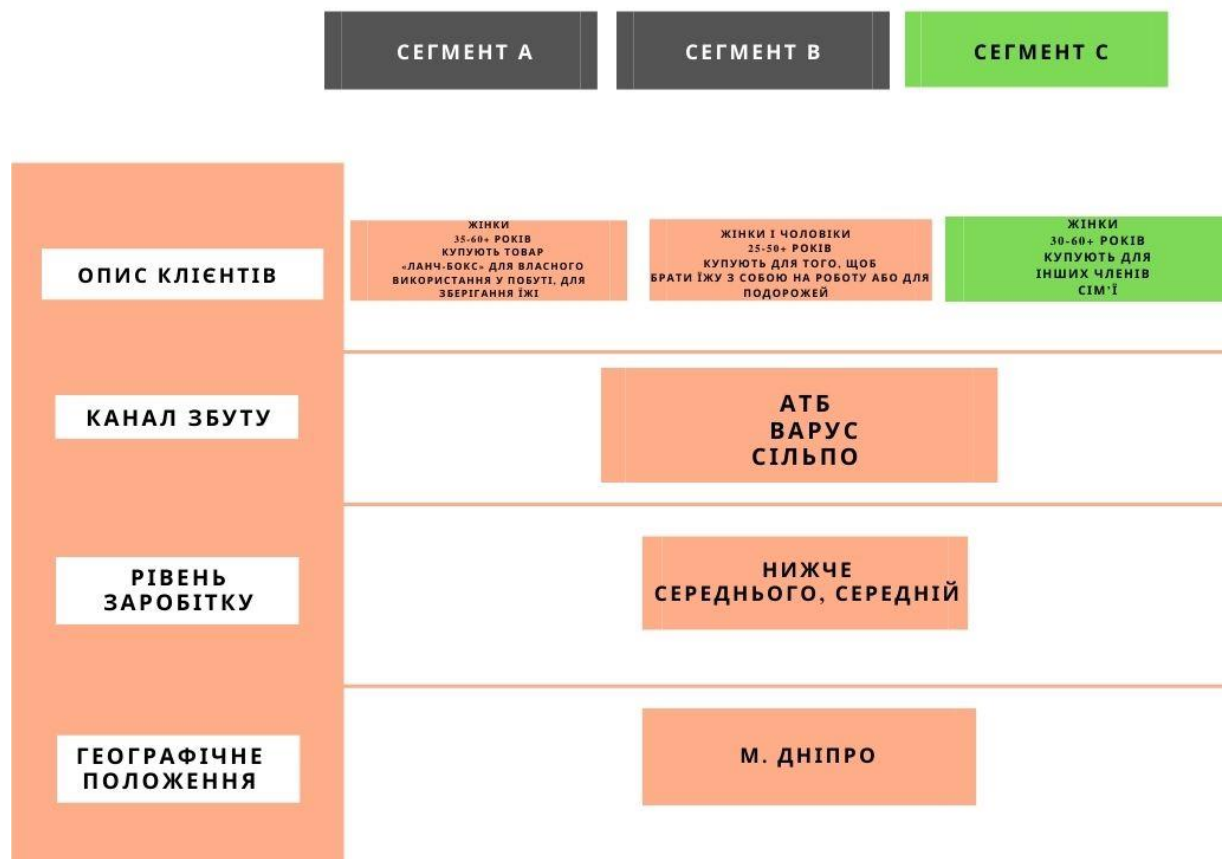 СЕГМЕНТ А
СЕГМЕНТ В
СЕГМЕНТ С
ОПИС КЛІЄНТІВ
ЖІНКИ
35-60+ РОКІВ
КУПУЮТЬ ТОВАР
«ЛАНЧ-БОКС» ДЛЯ ВЛАСНОГО
ВИКОРИСТАННЯ У ПОБУТІ, ДЛЯ
ЗБЕРІГАННЯ ЇЖІ
ЖІНКИ І ЧОЛОВІКИ
25-50+ РОКІВ
КУПУЮТЬ ДЛЯ ТОГО, ЩОБ
БРАТИ ЇЖУ З СОБОЮ НА РОБОТУ АБО ДЛЯ
ПОДОРОЖЕЙ
ЖІНКИ
30-60+ РОКІВ
КУПУЮТЬ ДЛЯ
ІНШИХ ЧЛЕНІВ
СІМ'Ї
КАНАЛ ЗБУТУ
АТБ
ВАРУС
СІЛЬПО
РІВЕНЬ
ЗАРОБІТКУ
НИЖЧЕ
СЕРЕДНЬОГО, СЕРЕДНІЙ
ГЕОГРАФІЧНЕ
ПОЛОЖЕННЯ
М. ДНІПРО